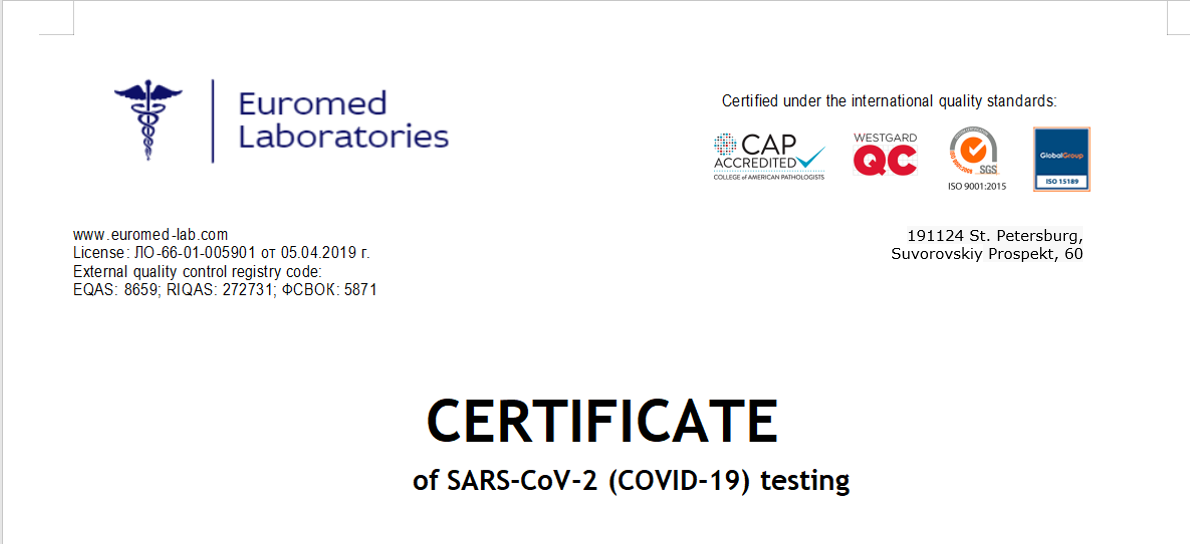 Euromed
Laboratories
Certified under the international quality standards:
CAP
ACCREDITED
COLLEGE of AMERICAN PATHOLOGISTS
WESTGARD
QC
SGS
ISO 9001:2015
GlobalGroup
ISO 15189
www.euromed-lab.com
License: ЛО-66-01-005901 от 05.04.2019 г.
External quality control registry code:
EQAS: 8659; RIQAS: 272731; ФСВОК: 5871
191124 St. Petersburg,
Suvorovskiy Prospekt, 60
CERTIFICATE
of SARS-CoV-2 (COVID-19) testing